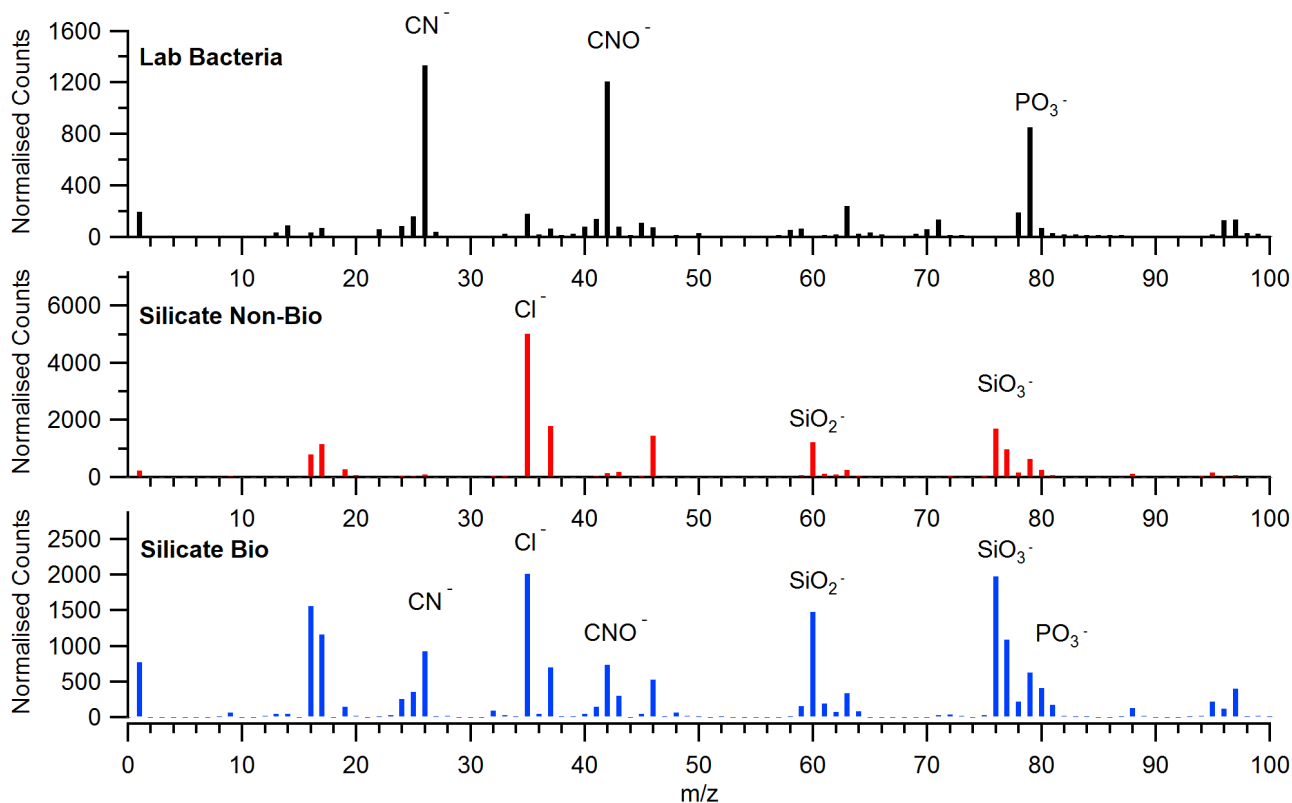 Normalised Counts
1600
1200
800
400
0
Lab Bacteria
CN⁻
CNO⁻
PO₃⁻
10 20 30 40 50 60 70 80 90 100
Normalised Counts
6000
4000
2000
0
Silicate Non-Bio
Cl⁻
SiO₂⁻
SiO₃⁻
10 20 30 40 50 60 70 80 90 100
Normalised Counts
2500
2000
1500
1000
500
0
Silicate Bio
CN⁻
Cl⁻
CNO⁻
SiO₂⁻
SiO₃⁻
PO₃⁻
0 10 20 30 40 50 60 70 80 90 100
m/z